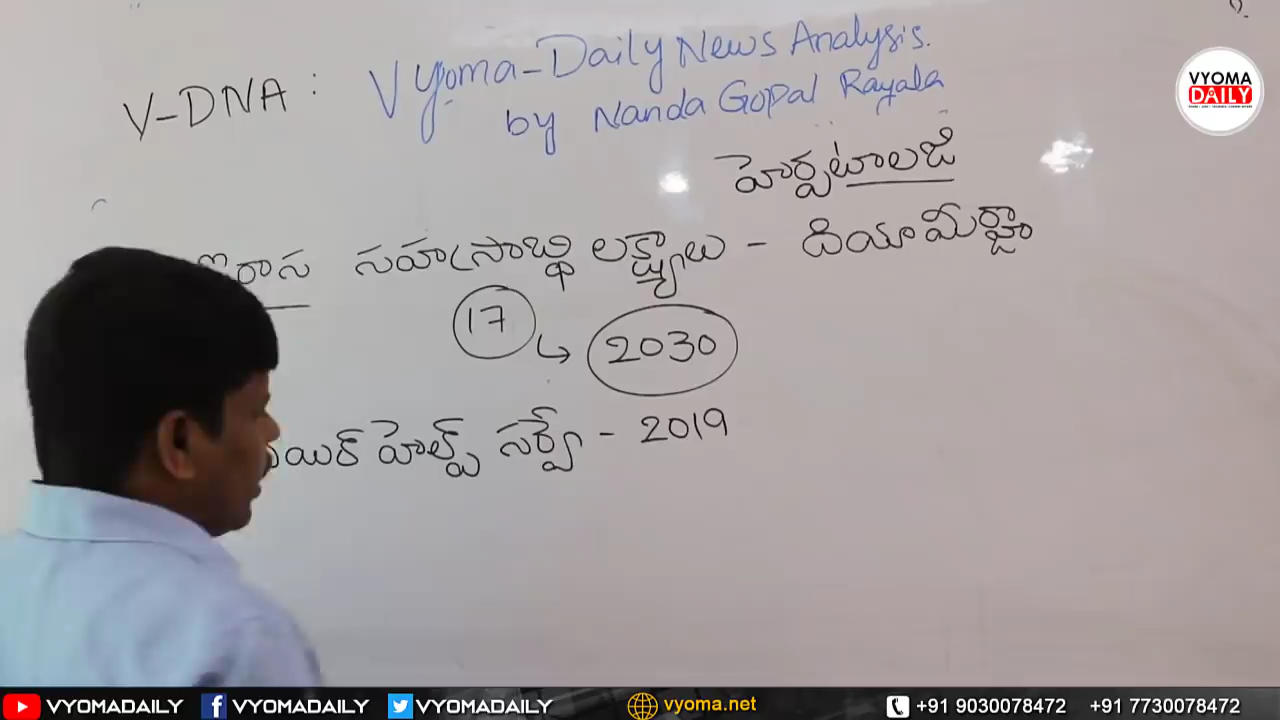 V-DNA : Vyoma-Daily News Analysis.
by Nanda Gopal Rayala
VYOMA
DAILY
హెర్పటాలజి
ఐరాస సహస్రాబ్ధి లక్ష్యాలు - దియామీర్జా
17 ↳ 2030
హెల్ప్ సర్వే - 2019
VYOMADAILY VYOMADAILY VYOMADAILY vyoma.net +91 9030078472 +91 7730078472